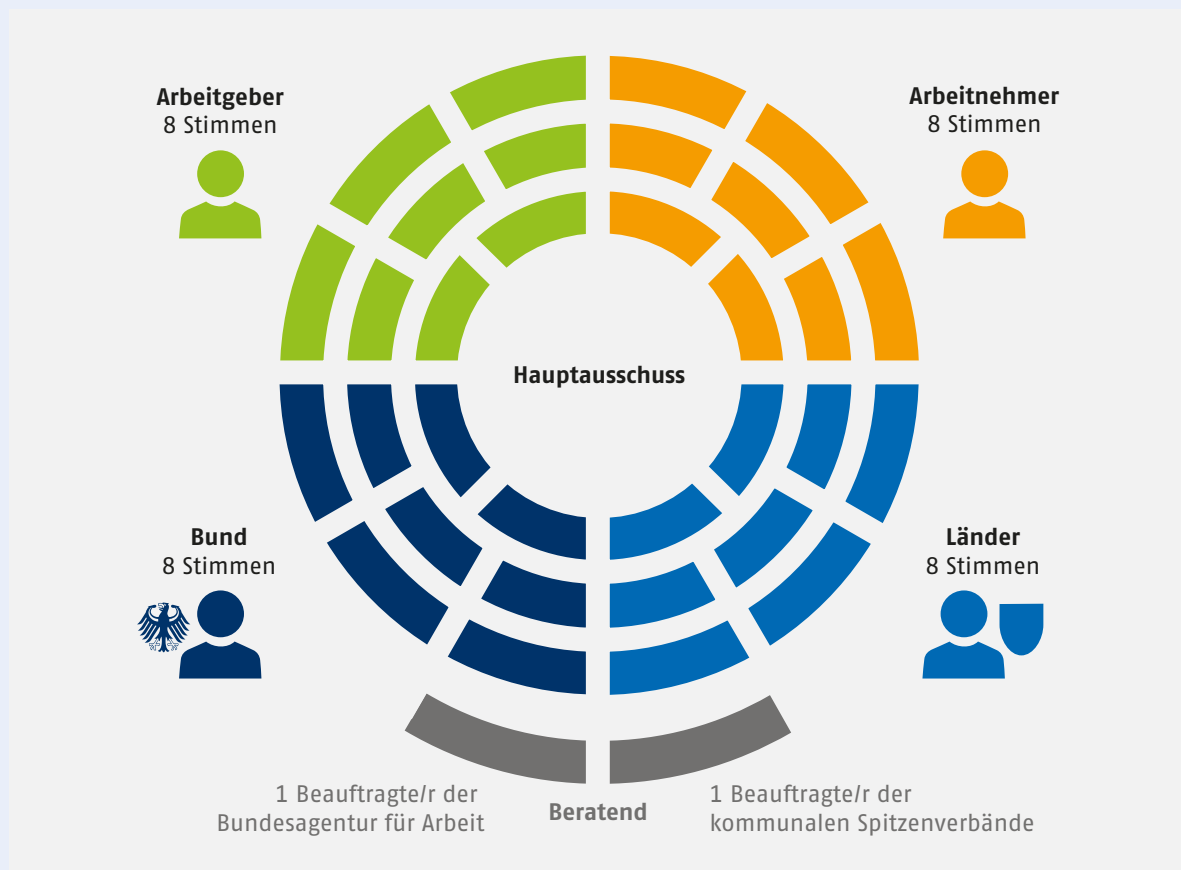 Arbeitgeber
8 Stimmen
Arbeitnehmer
8 Stimmen
Hauptausschuss
Bund
8 Stimmen
Länder
8 Stimmen
1 Beauftragte/r der
Bundesagentur für Arbeit
Beratend
1 Beauftragte/r der
kommunalen Spitzenverbände